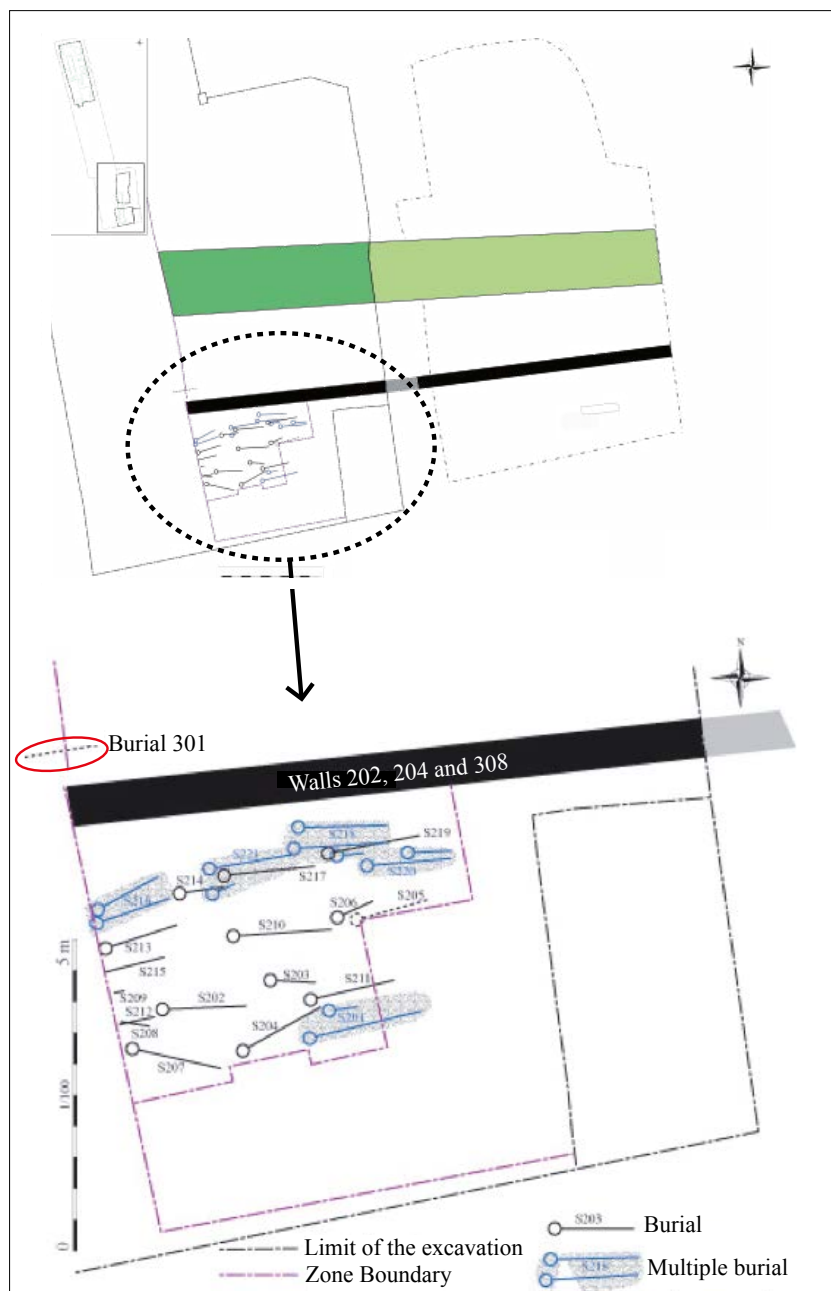 N
Burial 301
Walls 202, 204 and 308
S218
S219
S221
S214
S217
S220
S206
S205
S213
S210
S215
S203
S211
S209
S202
S212
S201
S204
S208
S207
5 m
1/100
0
S203
Burial
Limit of the excavation
S218
Multiple burial
Zone Boundary